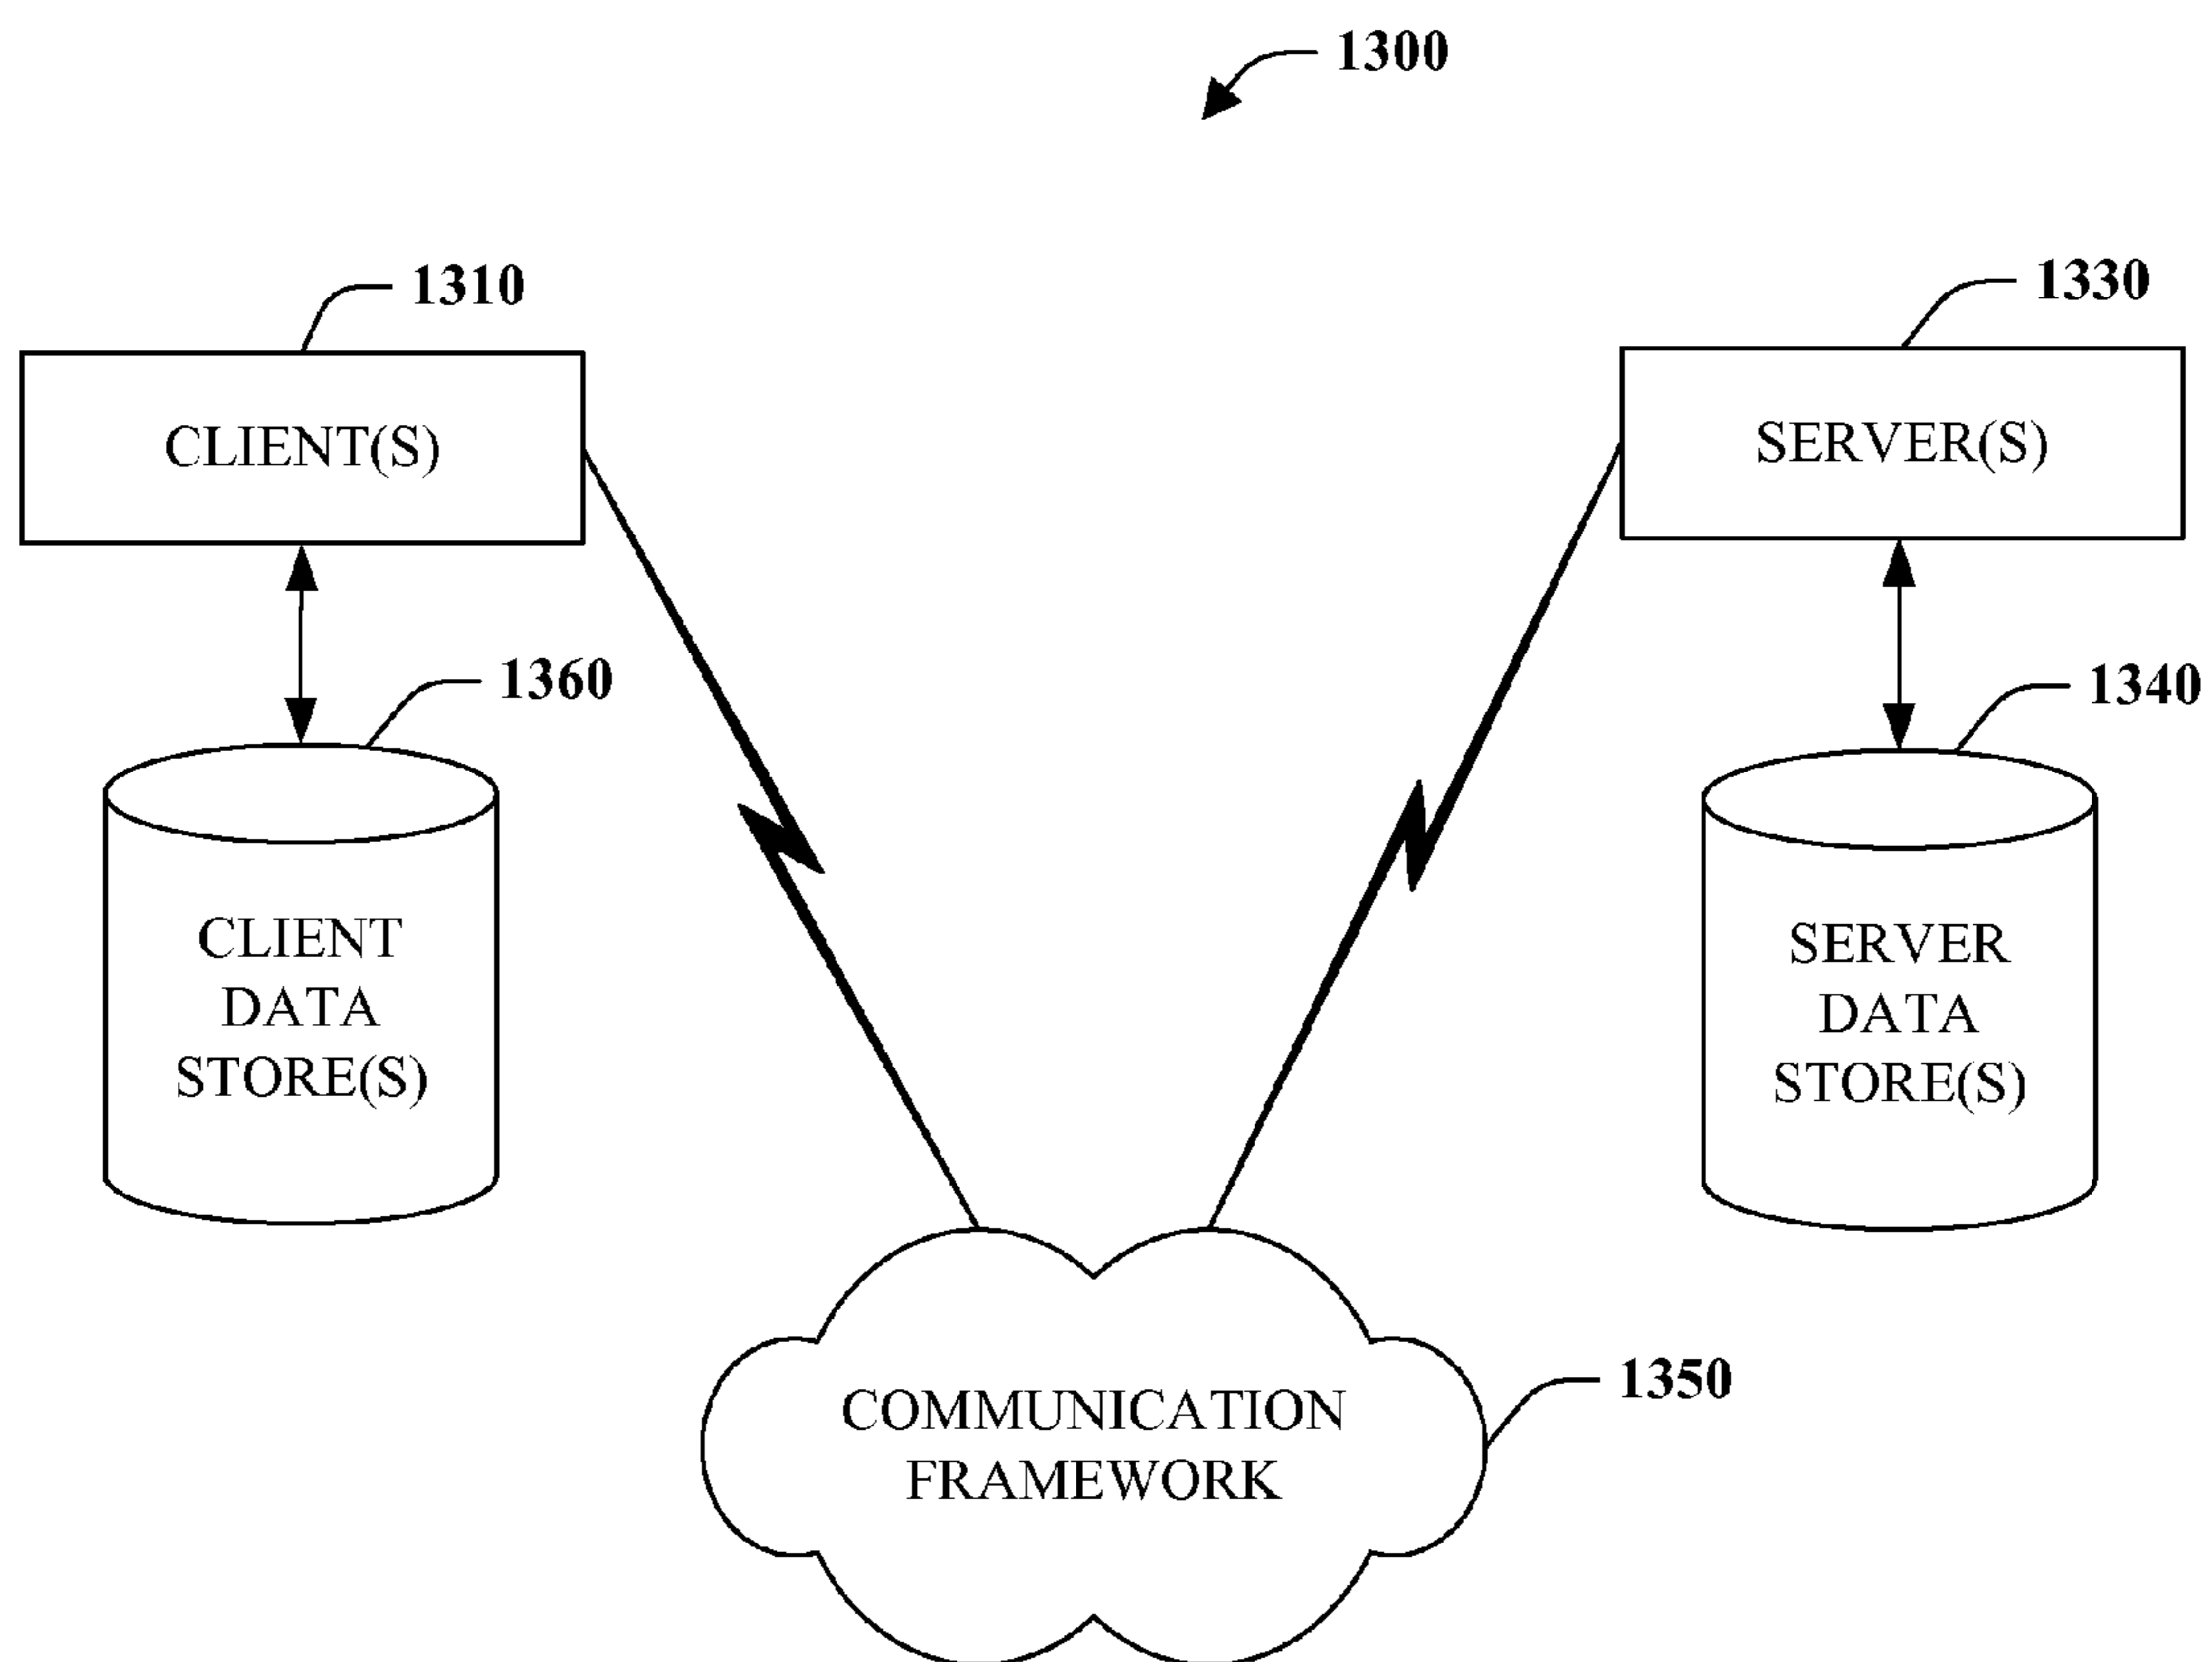 1300
1310
1330
CLIENT(S)
SERVER(S)
1360
1340
CLIENT
DATA
STORE(S)
SERVER
DATA
STORE(S)
1350
COMMUNICATION
FRAMEWORK